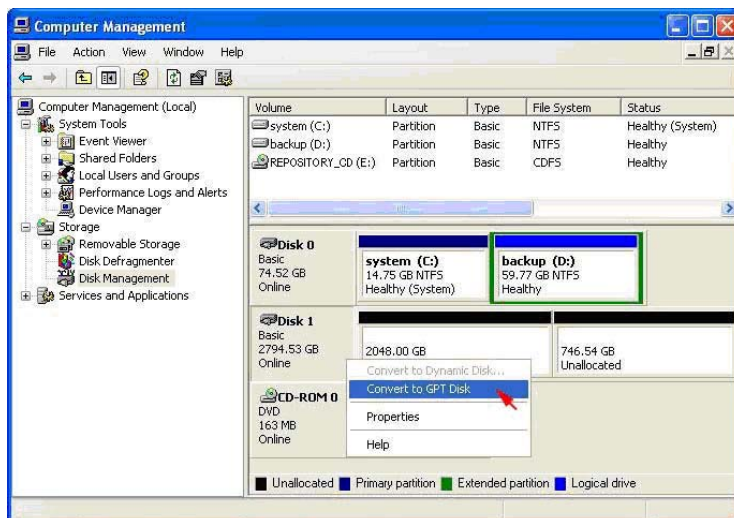 Computer Management
File Action View Window Help
Computer Management (Local)
System Tools
Event Viewer
Shared Folders
Local Users and Groups
Performance Logs and Alerts
Device Manager
Storage
Removable Storage
Disk Defragmenter
Disk Management
Services and Applications
Volume Layout Type File System Status
system (C:) Partition Basic NTFS Healthy (System)
backup (D:) Partition Basic NTFS Healthy
REPOSITORY_CD (E:) Partition Basic CDFS Healthy
Disk 0
Basic
74.52 GB
Online
system (C:)
14.75 GB NTFS
Healthy (System)
backup (D:)
59.77 GB NTFS
Healthy
Disk 1
Basic
2794.53 GB
Online
2048.00 GB
746.54 GB
Unallocated
Convert to Dynamic Disk...
Convert to GPT Disk
Properties
Help
CD-ROM 0
DVD
163 MB
Online
Unallocated Primary partition Extended partition Logical drive